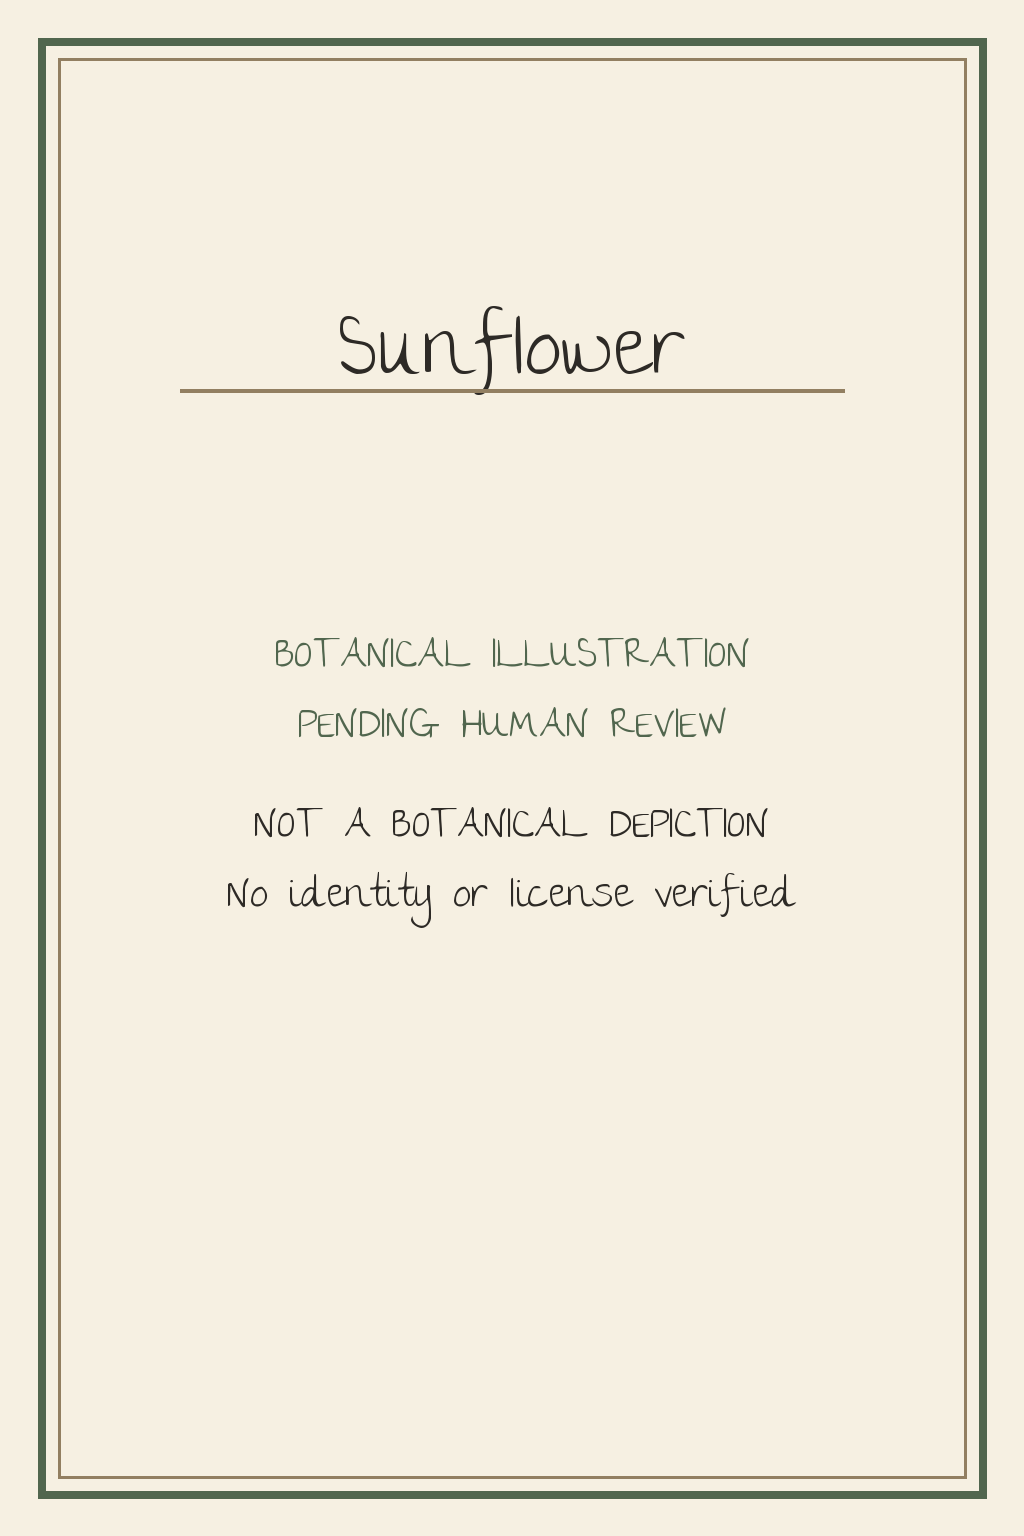 Sunflower
BOTANICAL ILLUSTRATION
PENDING HUMAN REVIEW
NOT A BOTANICAL DEPICTION
No identity or license verified